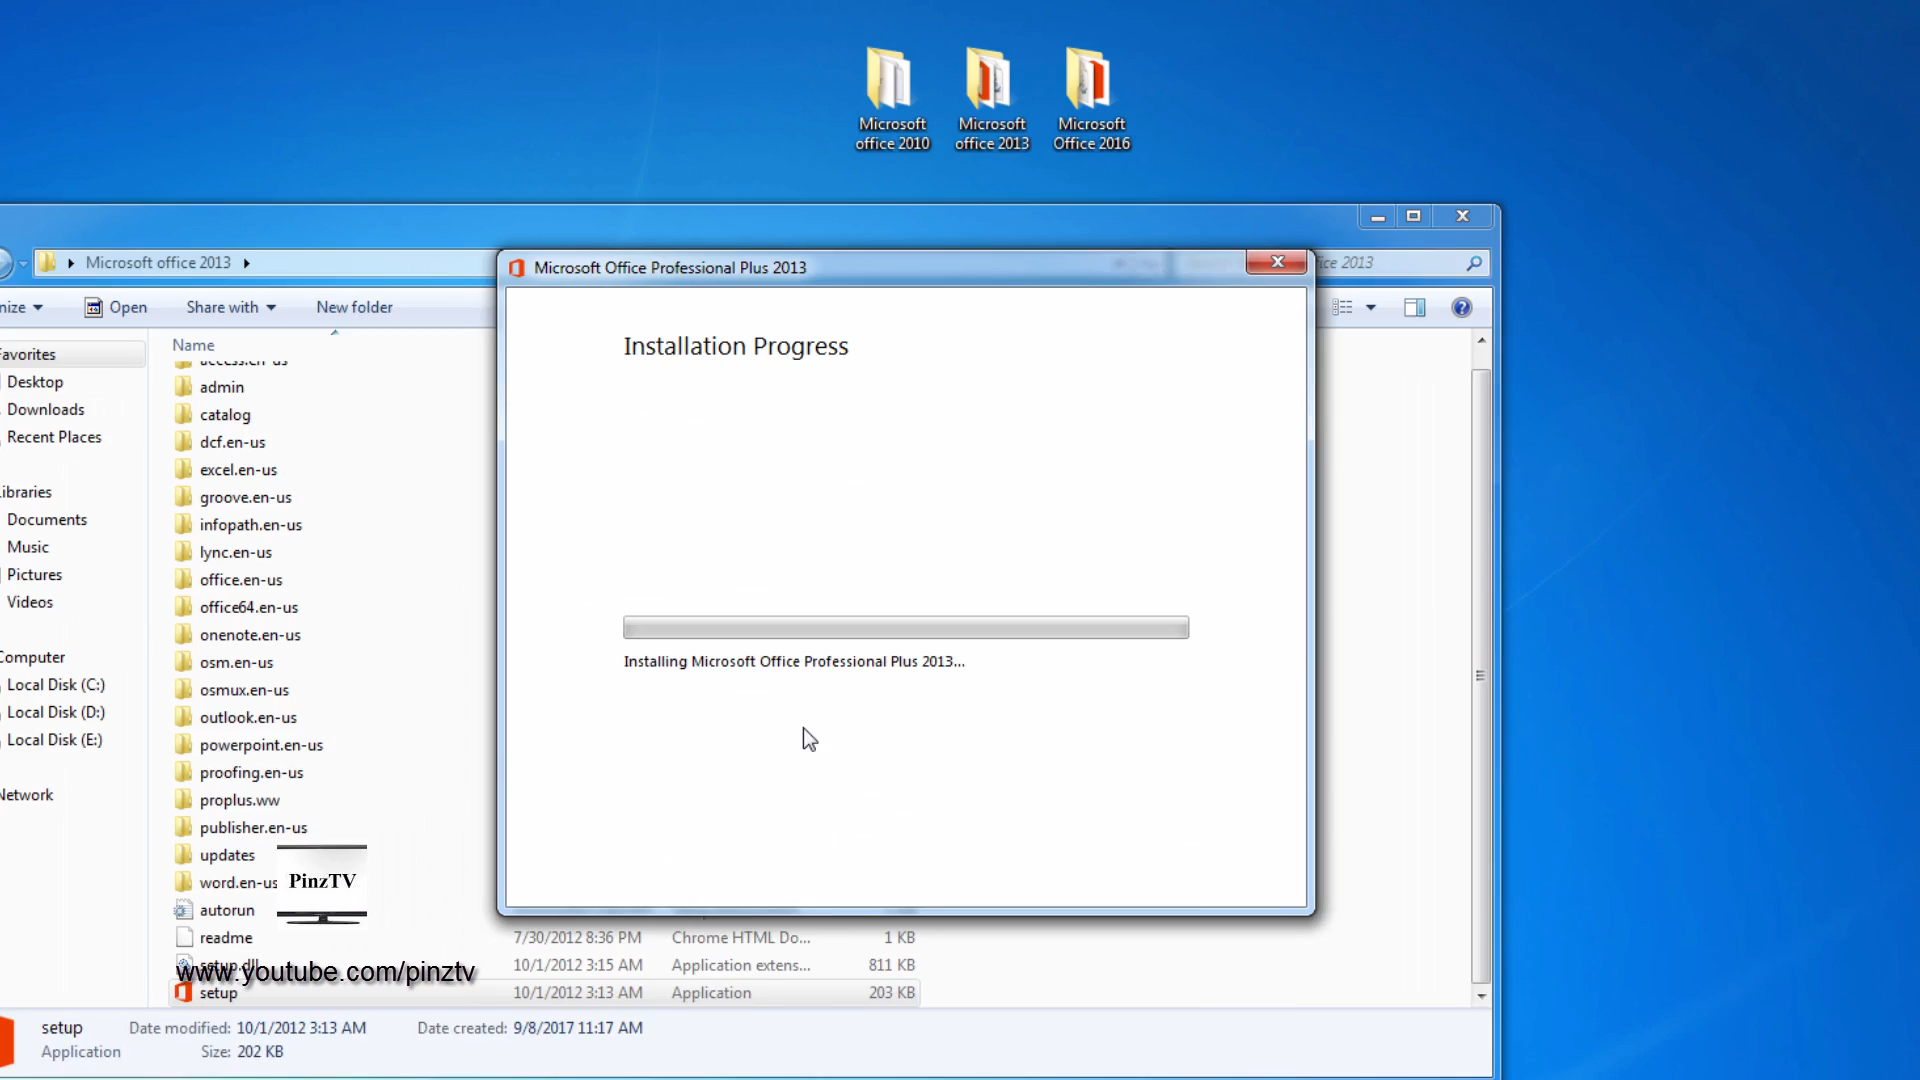 Microsoft
office 2010
Microsoft
office 2013
Microsoft
Office 2016
Microsoft office 2013
Microsoft Office Professional Plus 2013
fice 2013
nize
Open
Share with
New folder
Installation Progress
Favorites
Desktop
Downloads
Recent Places
ibraries
Documents
Music
Pictures
Videos
Computer
Local Disk (C:)
Local Disk (D:)
Local Disk (E:)
Network
Name
access.en-us
admin
catalog
dcf.en-us
excel.en-us
groove.en-us
infopath.en-us
lync.en-us
office.en-us
office64.en-us
onenote.en-us
osm.en-us
osmux.en-us
outlook.en-us
powerpoint.en-us
proofing.en-us
proplus.ww
publisher.en-us
updates
word.en-us
autorun
readme 7/30/2012 8:36 PM Chrome HTML Do... 1 KB
setup.dll 10/1/2012 3:15 AM Application extens... 811 KB
setup 10/1/2012 3:13 AM Application 203 KB
Installing Microsoft Office Professional Plus 2013...
PinzTV
www.youtube.com/pinztv
setup Date modified: 10/1/2012 3:13 AM Date created: 9/8/2017 11:17 AM
Application Size: 202 KB